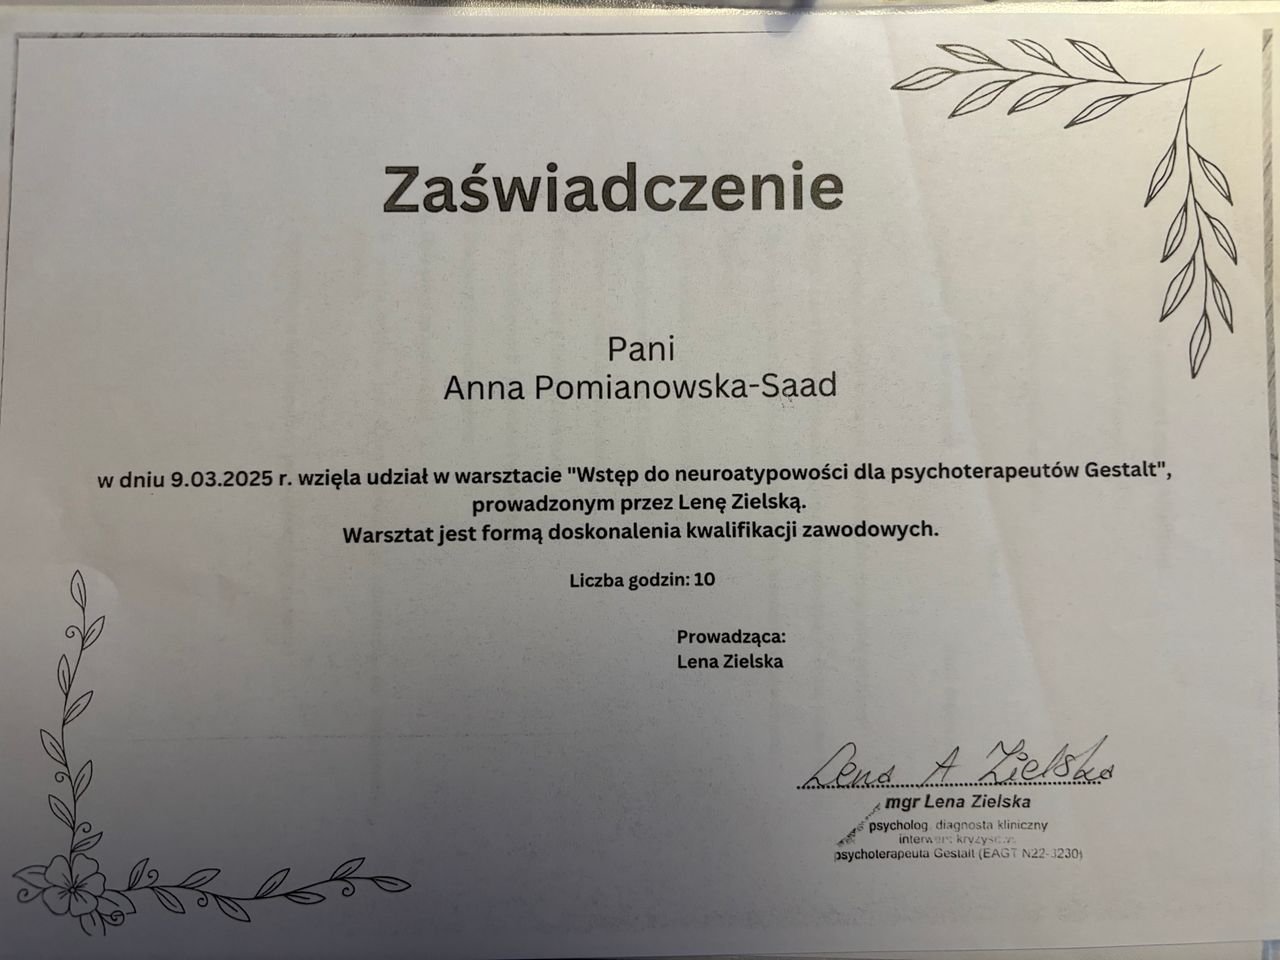 Zaświadczenie
Pani
Anna Pomianowska-Saad
w dniu 9.03.2025 r. wzięla udział w warsztacie "Wstęp do neuroatypowości dla psychoterapeutów Gestalt",
prowadzonym przez Lenę Zielską.
Warsztat jest formą doskonalenia kwalifikacji zawodowych.
Liczba godzin: 10
Prowadząca:
Lena Zielska
Lena A Zielska
mgr Lena Zielska
psycholog diagnosta kliniczny
psychoterapeuta Gestalt (EAGT N22-3230)